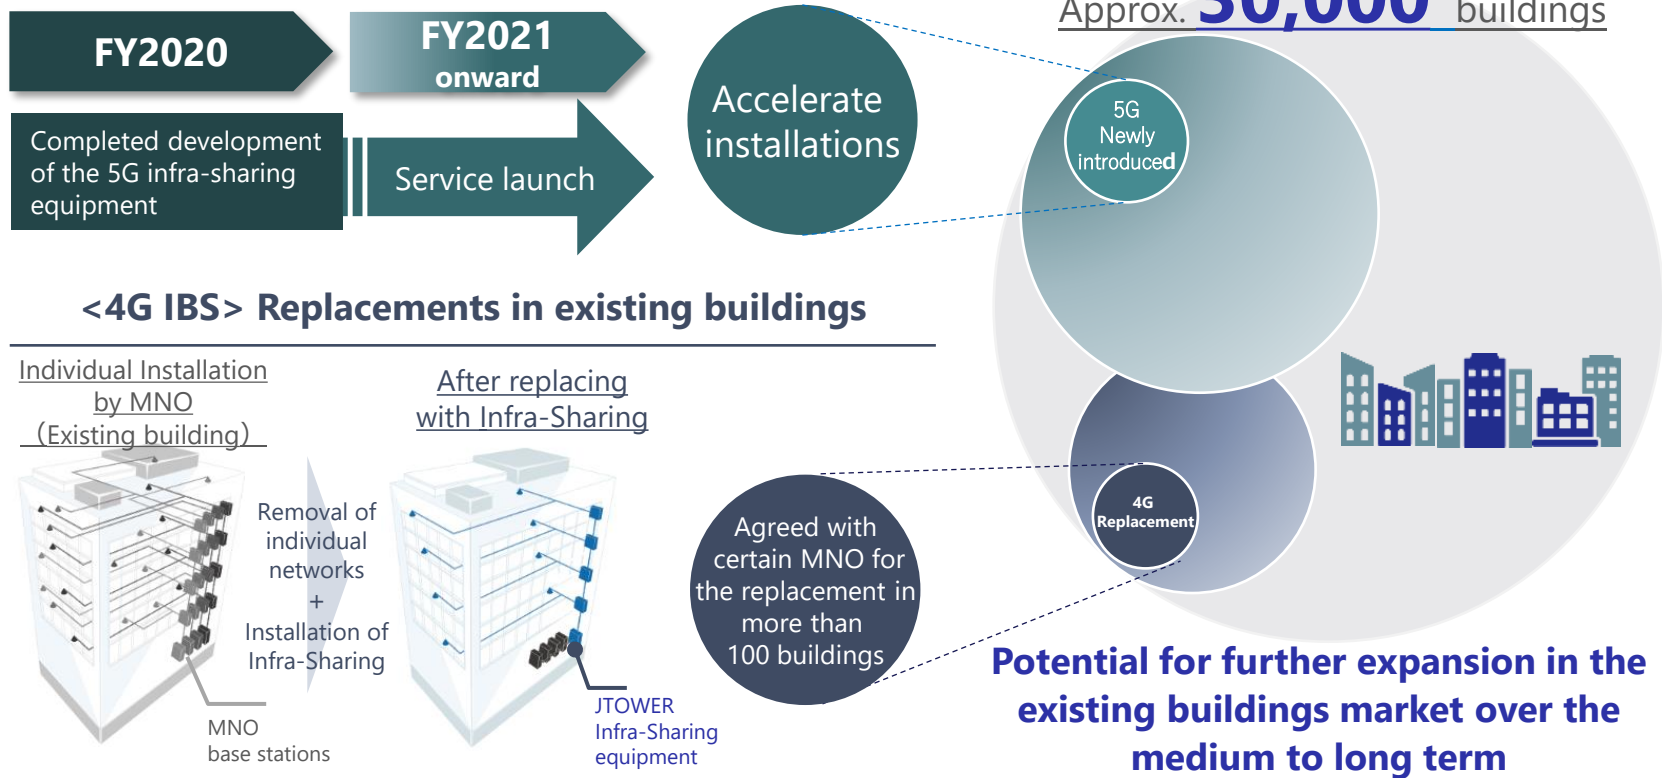 FY2020
FY2021
onward
Completed development
of the 5G infra-sharing
equipment
Service launch
Accelerate
installations
Approx. 30,000 buildings
5G
Newly
introduced
<4G IBS> Replacements in existing buildings
Individual Installation
by MNO
(Existing building)
Removal of
individual
networks
+
Installation of
Infra-Sharing
MNO
base stations
After replacing
with Infra-Sharing
JTOWER
Infra-Sharing
equipment
Agreed with
certain MNO for
the replacement in
more than
100 buildings
4G
Replacement
Potential for further expansion in the
existing buildings market over the
medium to long term